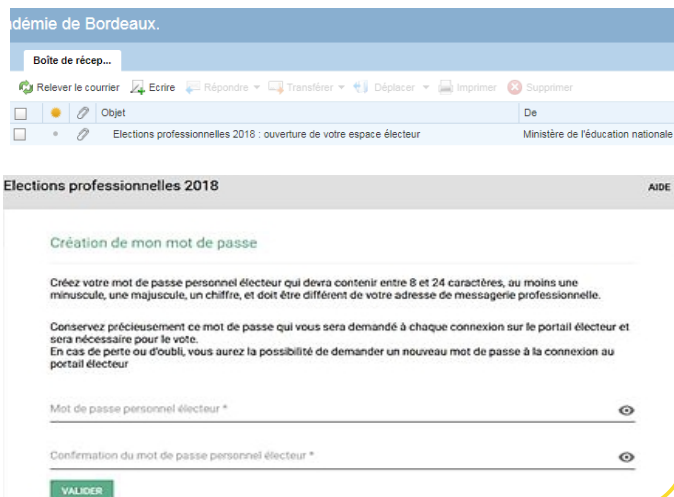 démie de Bordeaux.
Boîte de récep...
Relever le courrier Ecrire Répondre Transférer Déplacer Imprimer Supprimer
Objet De
Elections professionnelles 2018 : ouverture de votre espace électeur Ministère de l'éducation nationale
Elections professionnelles 2018 AIDE
Création de mon mot de passe
Créez votre mot de passe personnel électeur qui devra contenir entre 8 et 24 caractères, au moins une
minuscule, une majuscule, un chiffre, et doit être différent de votre adresse de messagerie professionnelle.
Conservez précieusement ce mot de passe qui vous sera demandé à chaque connexion sur le portail électeur et
sera nécessaire pour le vote.
En cas de perte ou d'oubli, vous aurez la possibilité de demander un nouveau mot de passe à la connexion au
portail électeur
Mot de passe personnel électeur *
Confirmation du mot de passe personnel électeur *
VALIDER